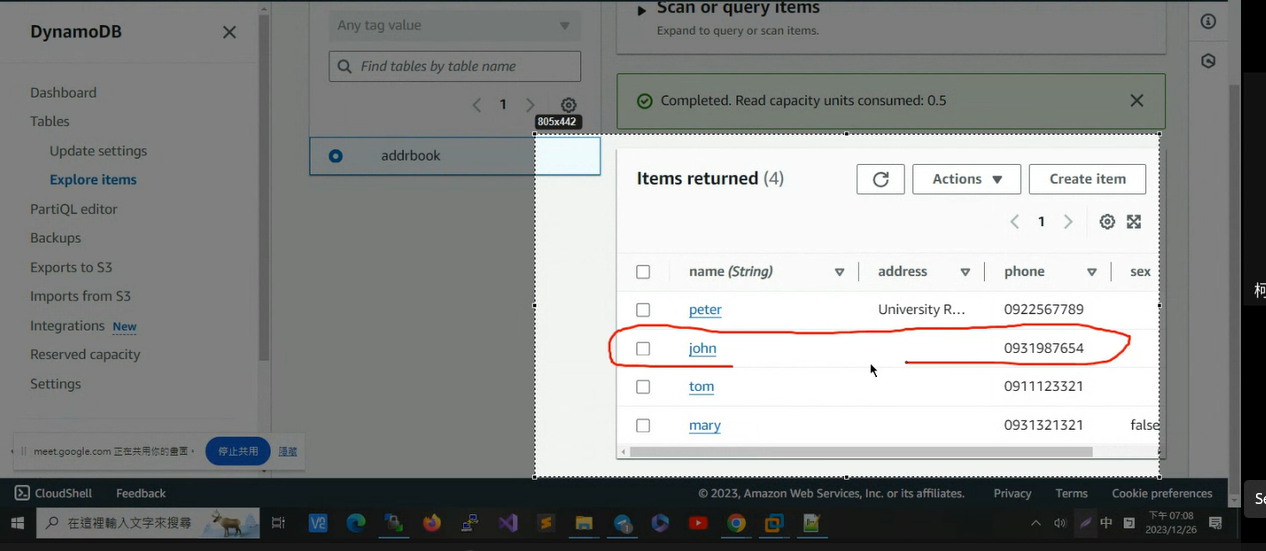 DynamoDB
Dashboard
Tables
Update settings
Explore items
PartiQL editor
Backups
Exports to S3
Imports from S3
Integrations New
Reserved capacity
Settings
meet.google.com 正在共用你的畫面。
停止共用
隱藏
Any tag value
Find tables by table name
1
addrbook
805x442
Scan or query items
Expand to query or scan items.
Completed. Read capacity units consumed: 0.5
Items returned (4)
Actions
Create item
1
name (String) address phone sex
peter University R... 0922567789
john 0931987654
tom 0911123321
mary 0931321321 false
CloudShell Feedback
© 2023, Amazon Web Services, Inc. or its affiliates. Privacy Terms Cookie preferences
在這裡輸入文字來搜尋
中
下午 07:08
2023/12/26
柯
Se